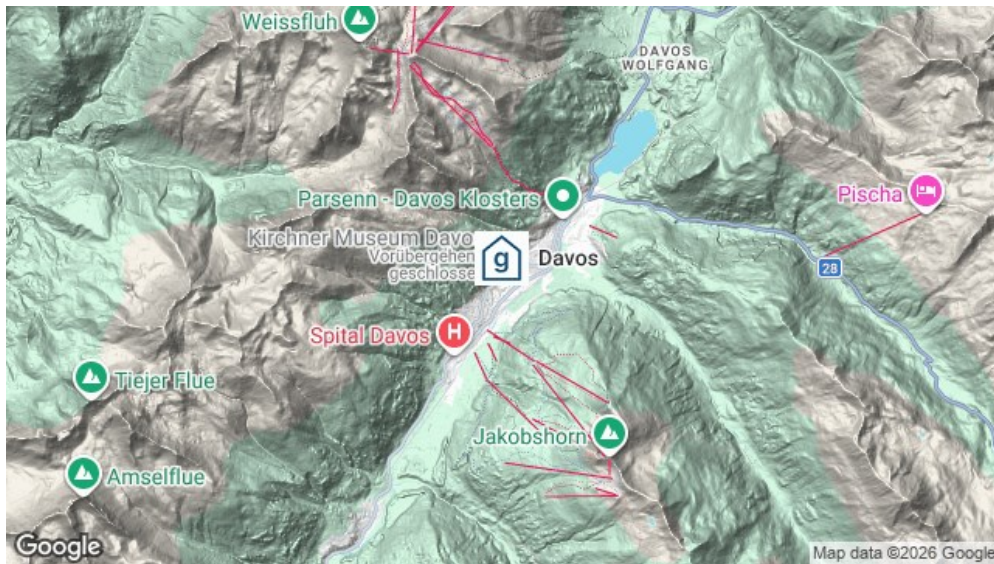 Weissfluh
DAVOS
WOLFGANG
Parsenn - Davos Klosters
Pischa
Kirchner Museum Davo
Vorübergehen
geschlosse
g
Davos
28
Spital Davos
H
Tiejer Flue
Jakobshorn
Amselflue
Google
Map data ©2026 Google